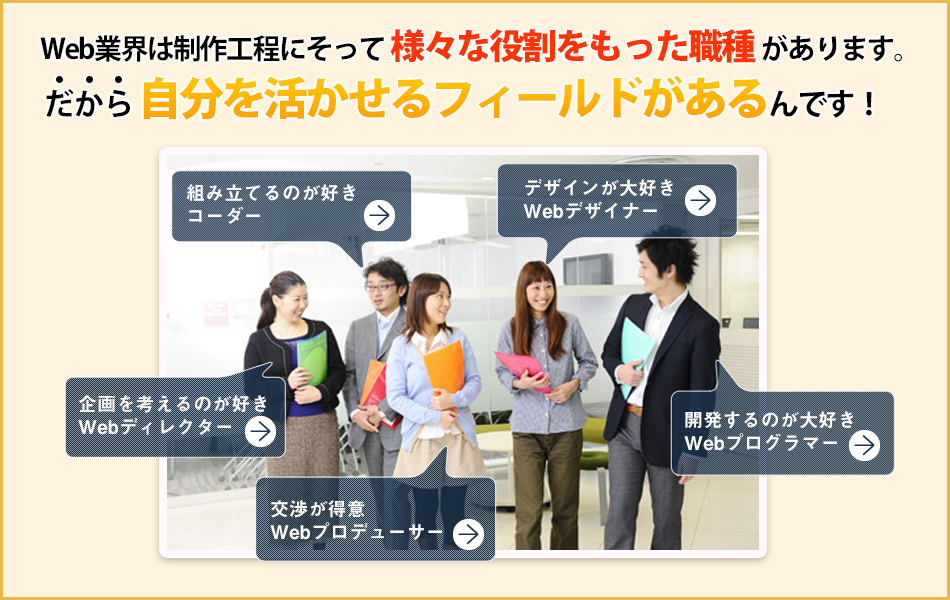 Web業界は制作工程にそって様々な役割をもった職種があります。
だから自分を活かせるフィールドがあるんです！
組み立てるのが好き
コーダー
デザインが大好き
Webデザイナー
企画を考えるのが好き
Webディレクター
開発するのが大好き
Webプログラマー
交渉が得意
Webプロデューサー